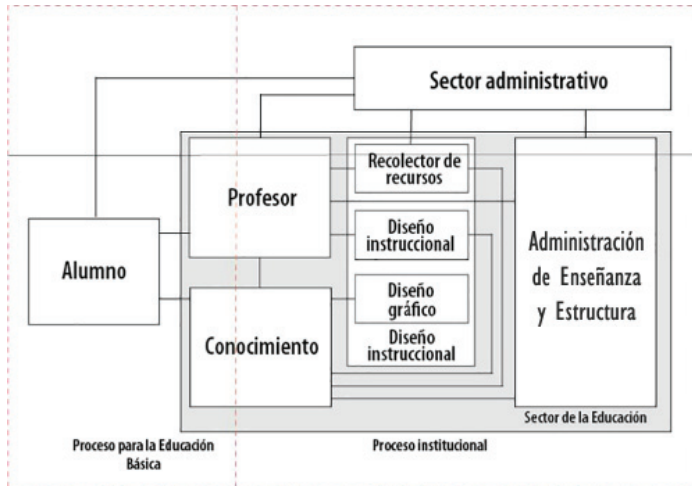 Sector administrativo
Profesor
Recolector de
recursos
Diseño
instruccional
Administración
de Enseñanza
y Estructura
Alumno
Diseño
gráfico
Conocimiento
Diseño
instruccional
Sector de la Educación
Proceso para la Educación
Básica
Proceso institucional